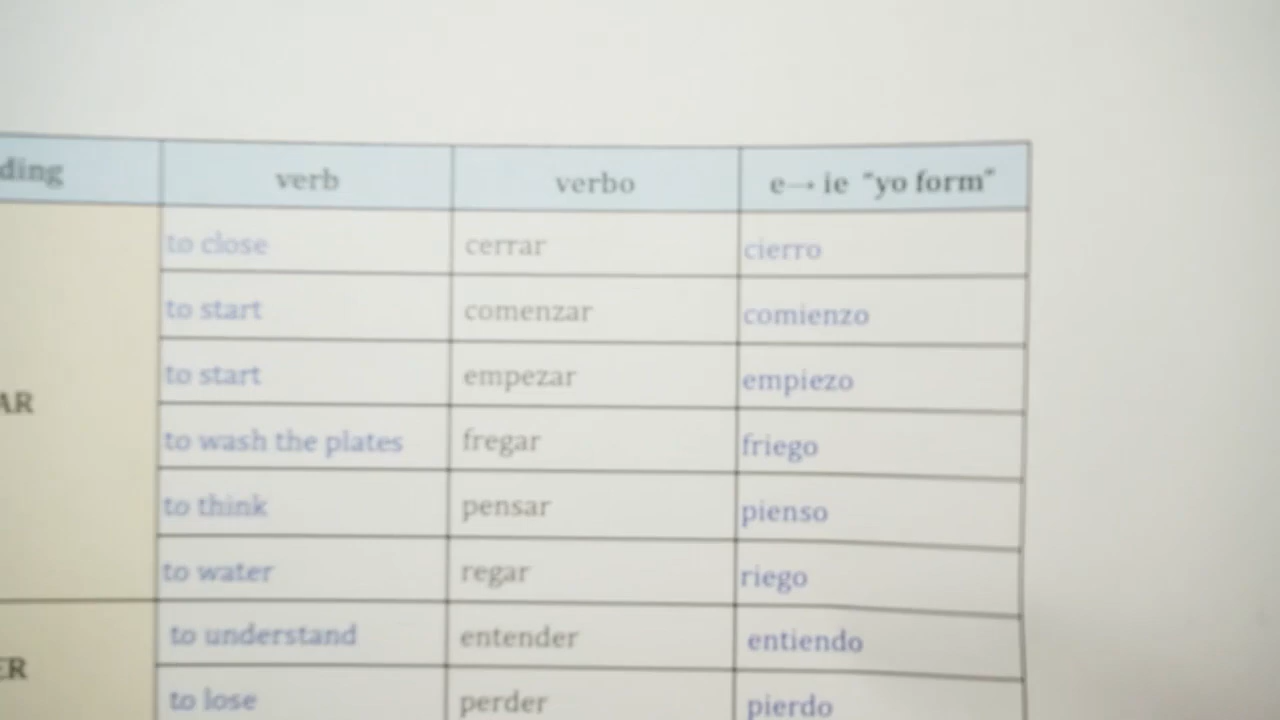 ding verb verbo e→ ie "yo form"
to close cerrar cierro
to start comenzar comienzo
to start empezar empiezo
AR
to wash the plates fregar friego
to think pensar pienso
to water regar riego
to understand entender entiendo
ER
to lose perder pierdo